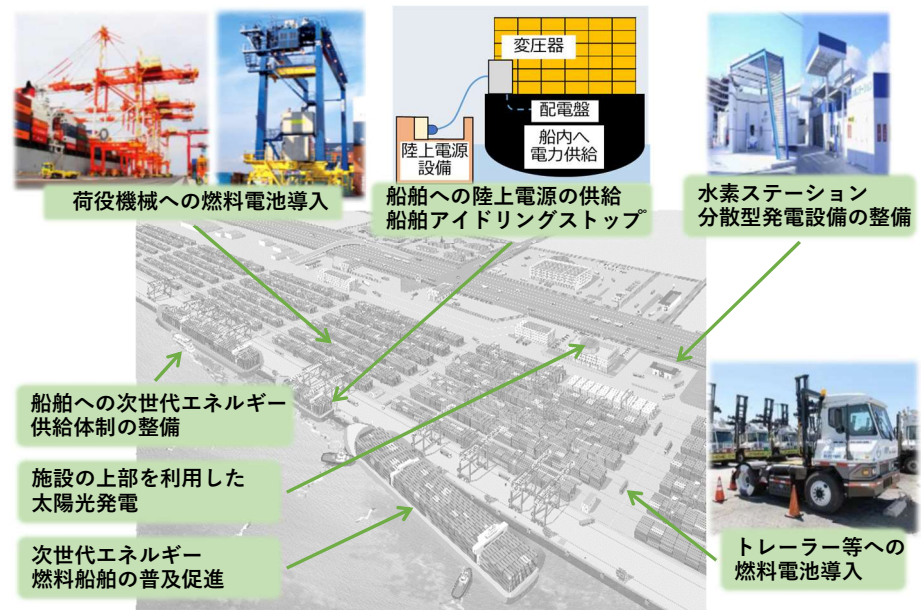 変圧器
配電盤
船内へ
電力供給
陸上電源
設備
荷役機械への燃料電池導入
船舶への陸上電源の供給
船舶アイドリングストップ
水素ステーション
分散型発電設備の整備
船舶への次世代エネルギー
供給体制の整備
施設の上部を利用した
太陽光発電
次世代エネルギー
燃料船舶の普及促進
トレーラー等への
燃料電池導入